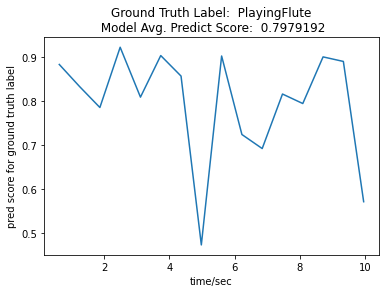 Ground Truth Label:  PlayingFlute
Model Avg. Predict Score:  0.7979192
pred score for ground truth label
0.9
0.8
0.7
0.6
0.5
2
4
6
8
10
time/sec